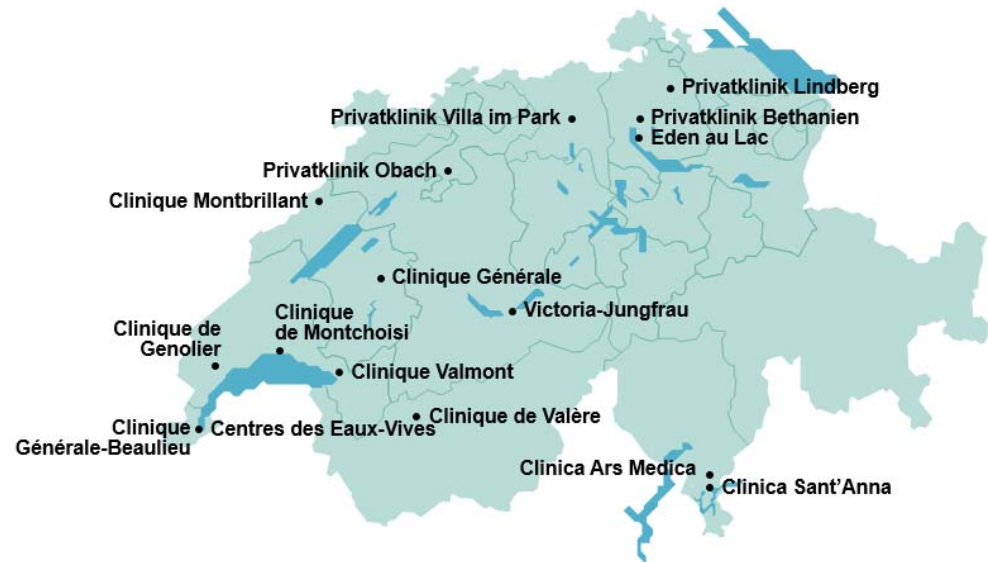 Privatklinik Lindberg
Privatklinik Villa im Park
Privatklinik Bethanien
Eden au Lac
Privatklinik Obach
Clinique Montbrillant
Clinique Générale
Victoria-Jungfrau
Clinique
de Montchoisi
Clinique de
Genolier
Clinique Valmont
Clinique de Valère
Clinique
Générale-Beaulieu
Centres des Eaux-Vives
Clinica Ars Medica
Clinica Sant’Anna